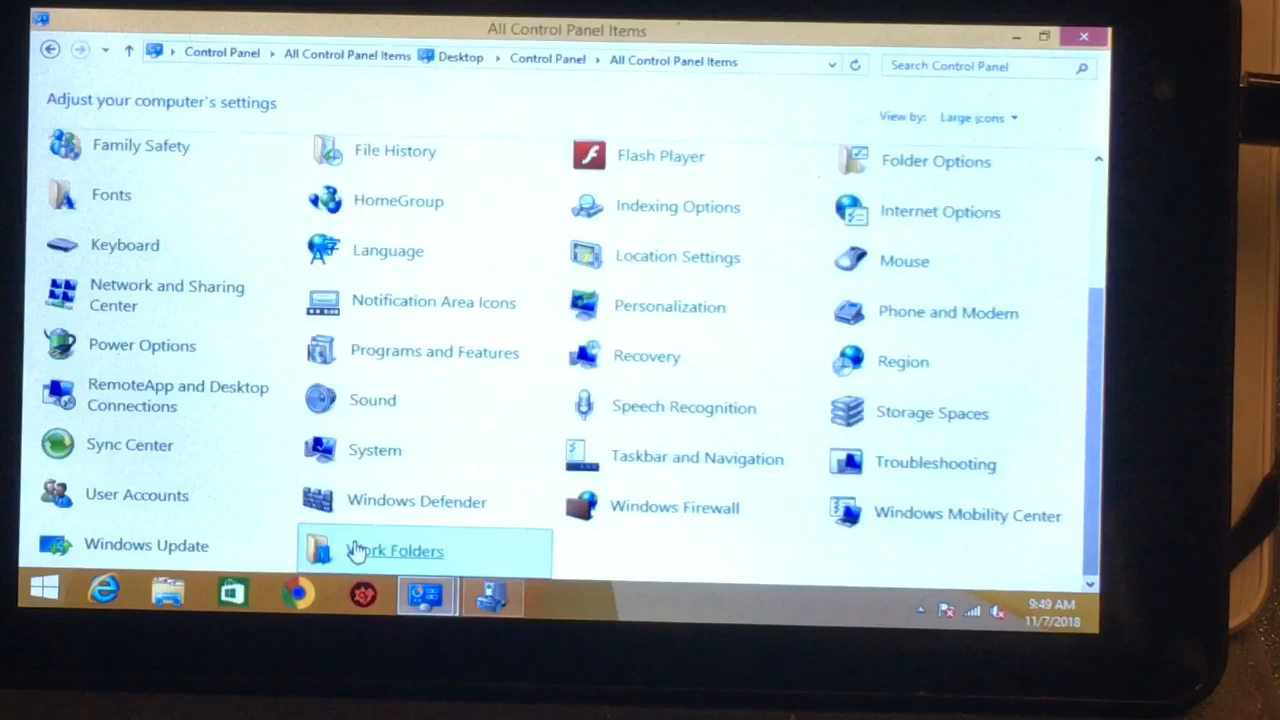 All Control Panel Items
Control Panel All Control Panel Items Desktop Control Panel All Control Panel Items
Search Control Panel
Adjust your computer's settings
View by: Large icons
Family Safety
File History
Flash Player
Folder Options
Fonts
HomeGroup
Indexing Options
Internet Options
Keyboard
Language
Location Settings
Mouse
Network and Sharing
Center
Notification Area Icons
Personalization
Phone and Modem
Power Options
Programs and Features
Recovery
Region
RemoteApp and Desktop
Connections
Sound
Speech Recognition
Storage Spaces
Sync Center
System
Taskbar and Navigation
Troubleshooting
User Accounts
Windows Defender
Windows Firewall
Windows Mobility Center
Windows Update
Work Folders
9:49 AM
11/7/2018